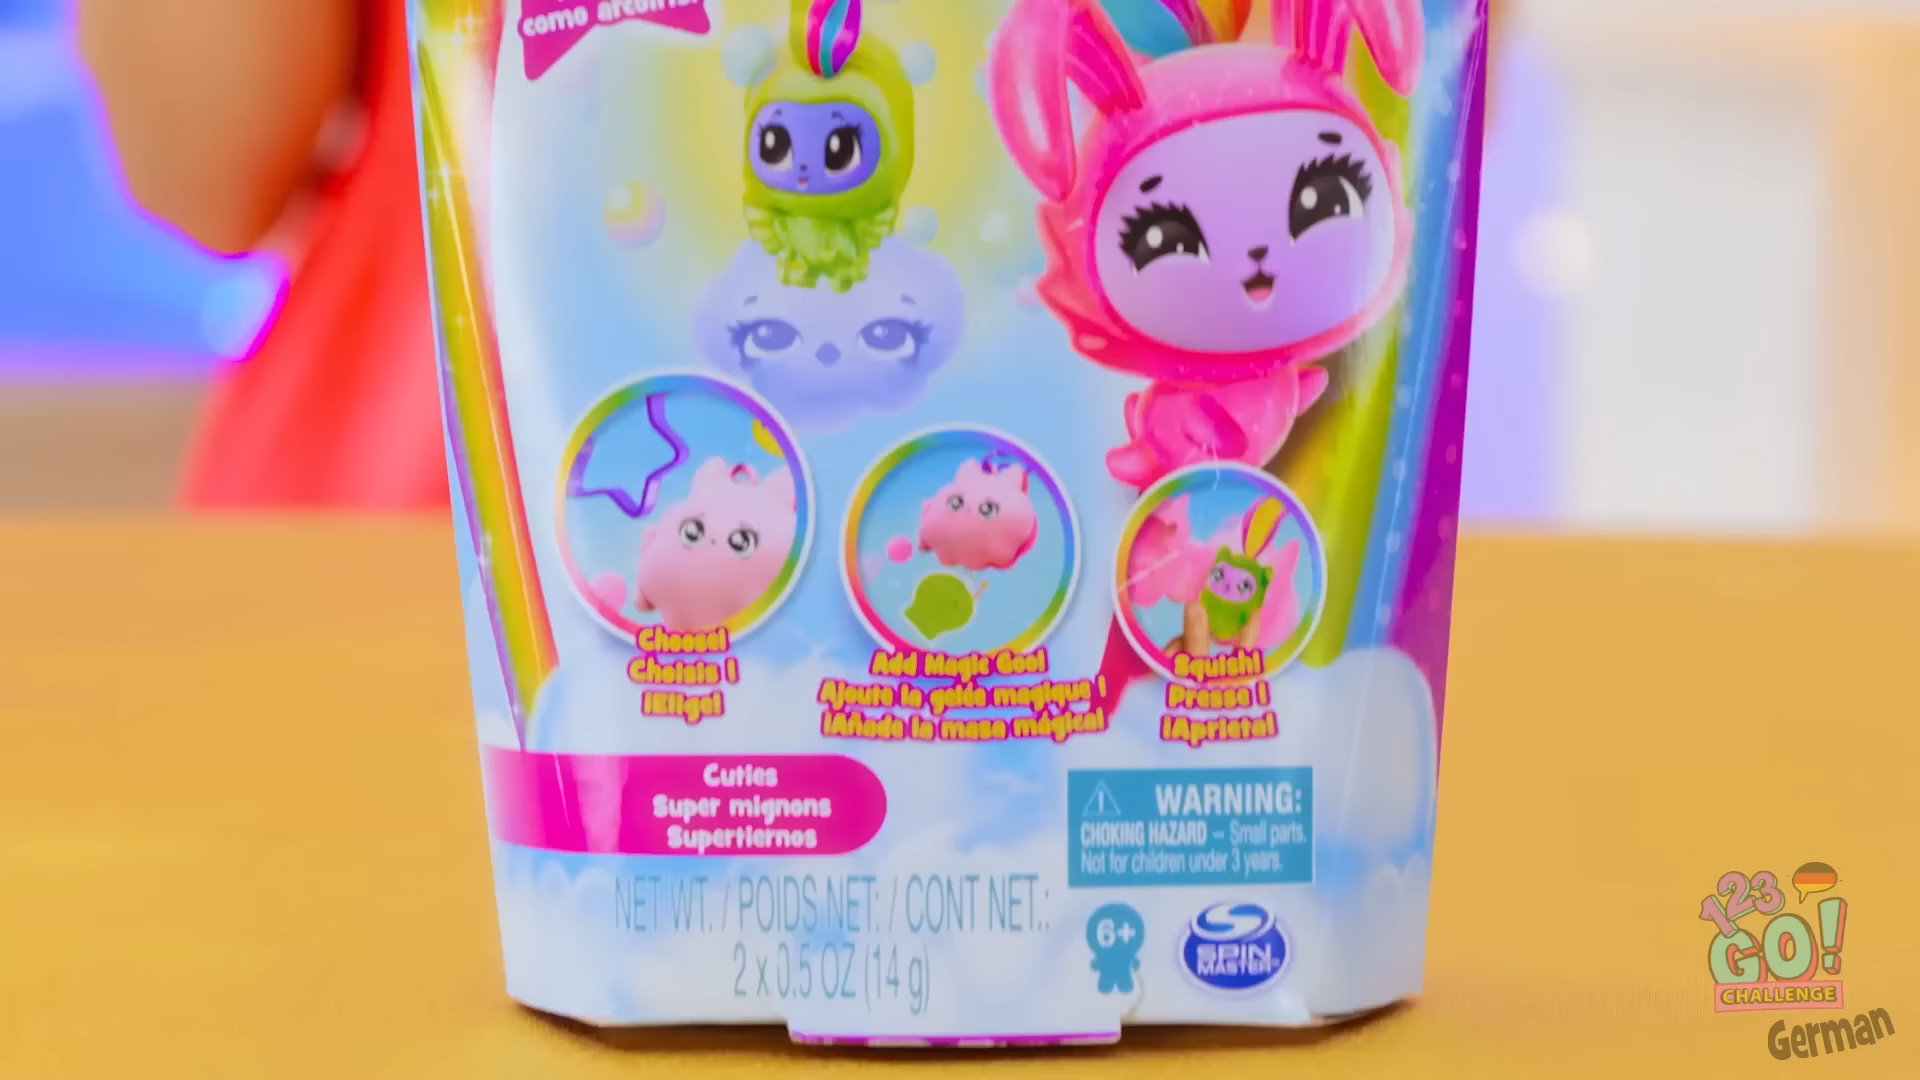 como arcoíris!
Choose!
Choisis !
¡Elige!
Add Magic Goo!
Ajoute la gelée magique !
¡Añade la masa mágica!
Squish!
Presse !
¡Aprieta!
Cuties
Super mignons
Supertiernos
WARNING:
CHOKING HAZARD – Small parts.
Not for children under 3 years.
NET WT. / POIDS NET: / CONT NET.:
2 x 0.5 OZ (14 g)
6+
SPIN
MASTER
123
GO!
CHALLENGE
German